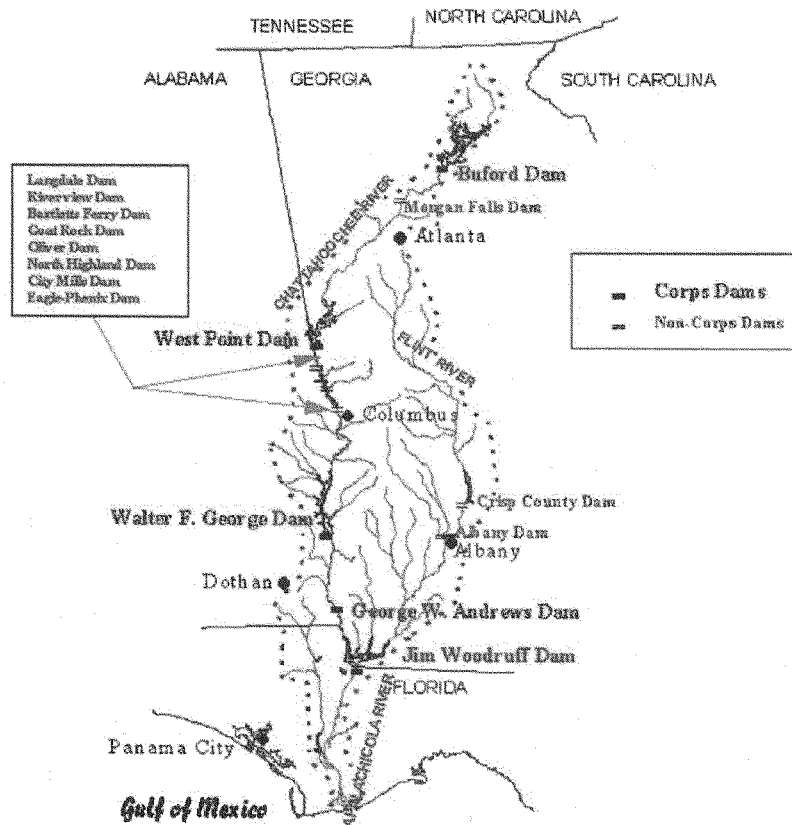 TENNESSEE
NORTH CAROLINA
ALABAMA
GEORGIA
SOUTH CAROLINA
Langdale Dam
Riverview Dam
Bartletts Ferry Dam
Goat Rock Dam
Oliver Dam
North Highland Dam
City Mills Dam
Eagle-Phenix Dam
Buford Dam
Morgan Falls Dam
Atlanta
CHATTAHOOCHEE RIVER
Corps Dams
Non-Corps Dams
West Point Dam
FLINT RIVER
Columbus
Crisp County Dam
Walter F. George Dam
Albany Dam
Albany
Dothan
George W. Andrews Dam
Jim Woodruff Dam
FLORIDA
APALACHICOLA RIVER
Panama City
Gulf of Mexico